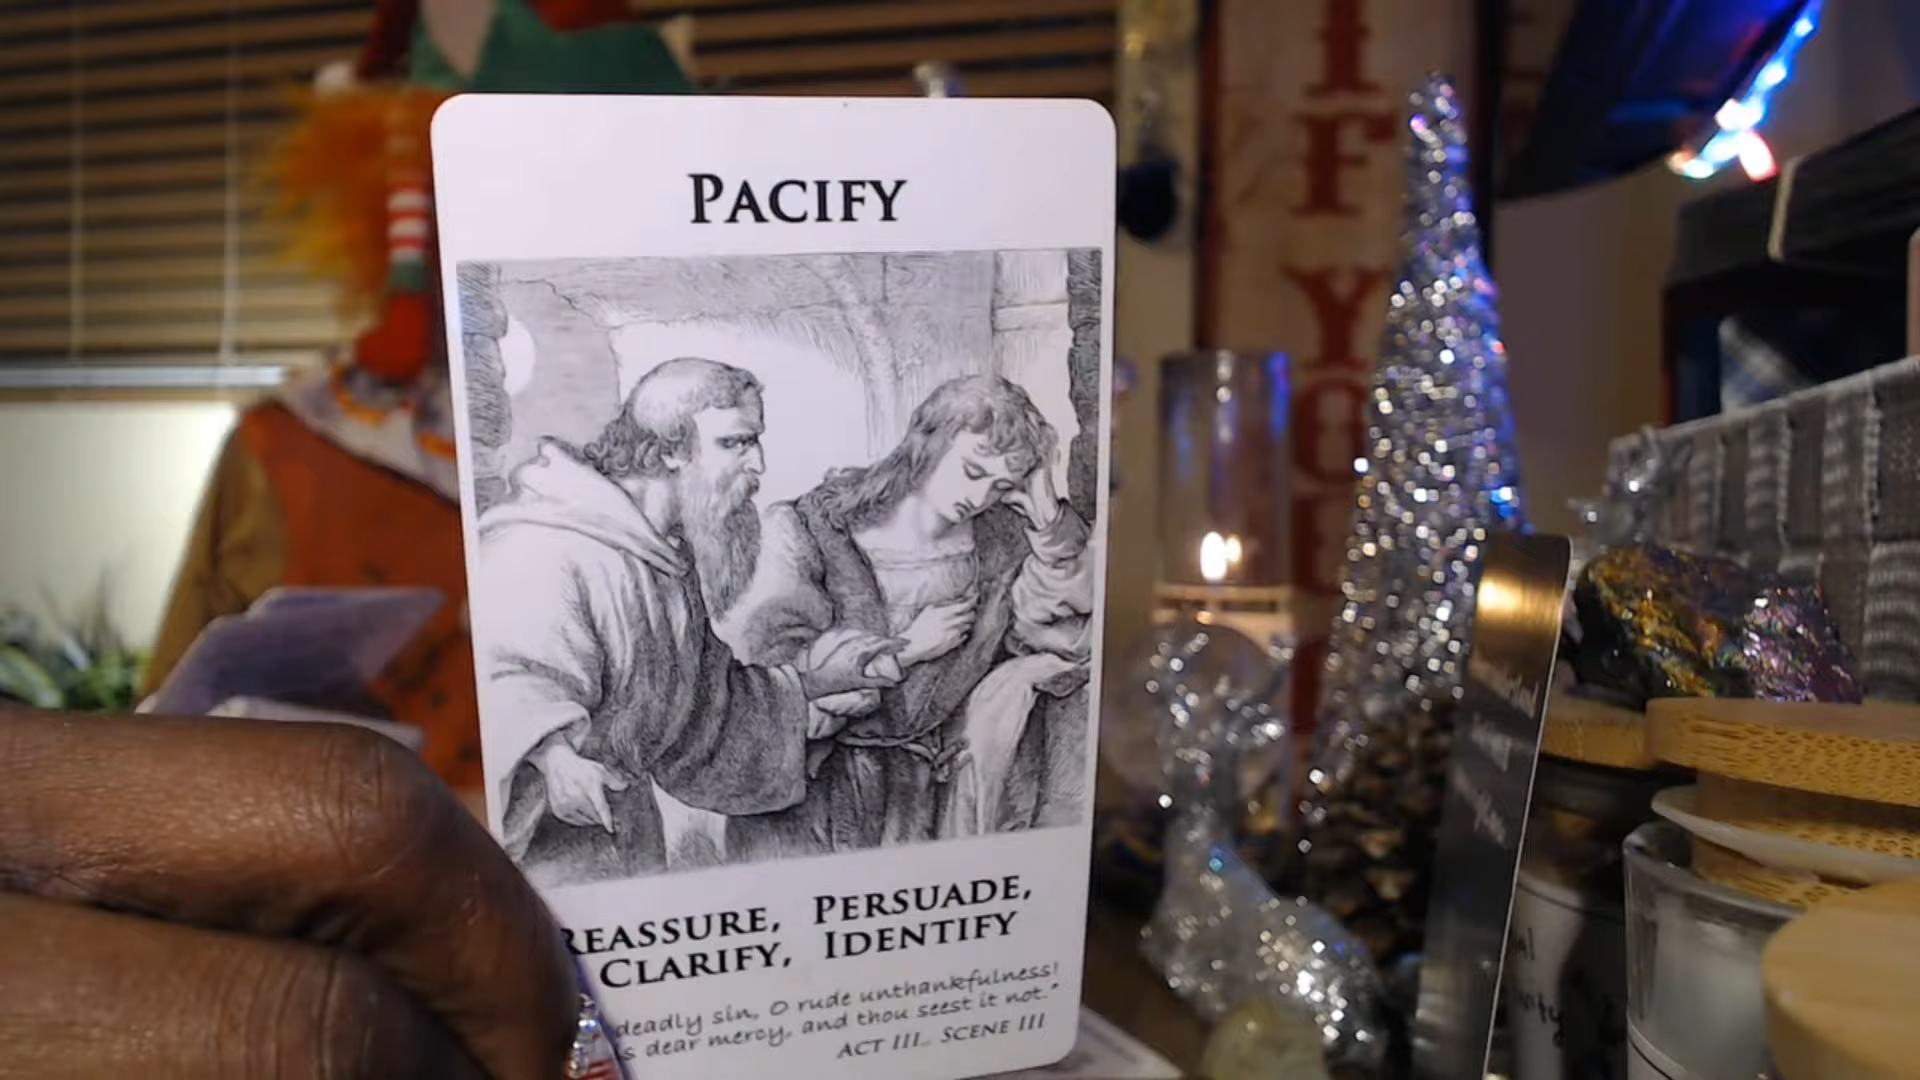 PACIFY
REASSURE, PERSUADE,
CLARIFY, IDENTIFY
deadly sin, O rude unthankfulness!
dear mercy, and thou seest it not."
ACT III., SCENE III
I
F
Y